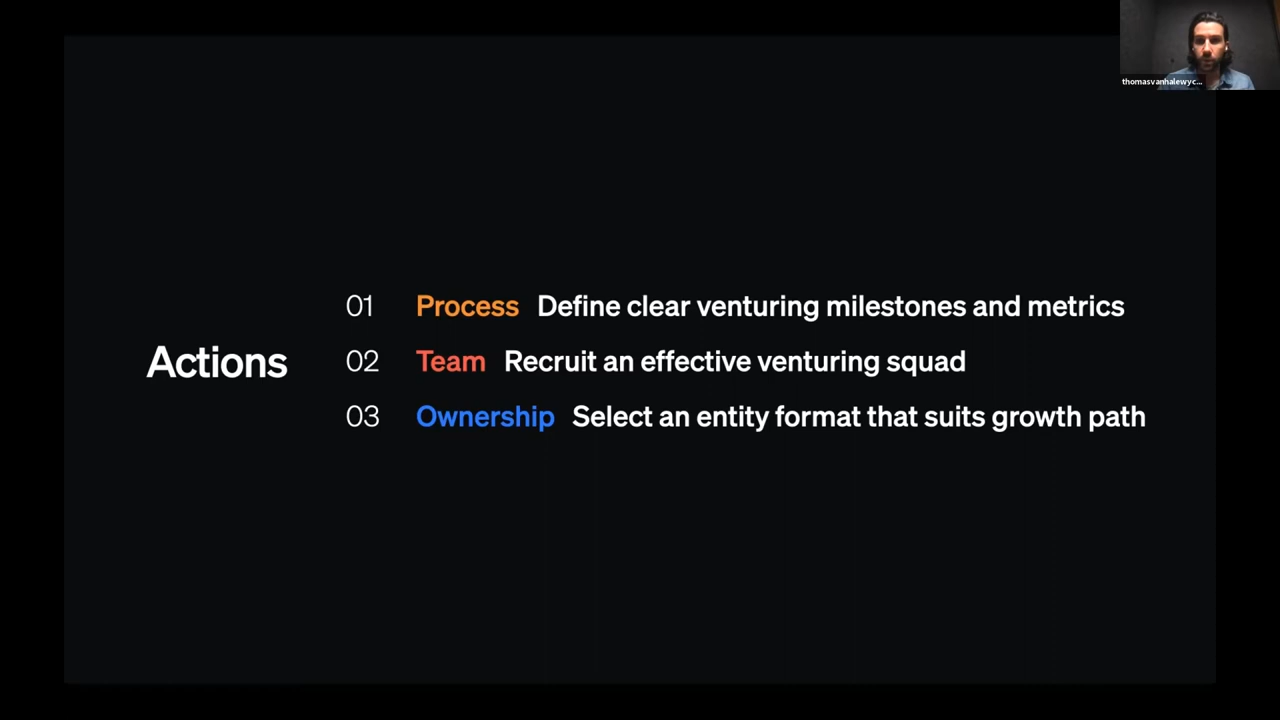 thomasvanhalewyc...
Actions
01 Process Define clear venturing milestones and metrics
02 Team Recruit an effective venturing squad
03 Ownership Select an entity format that suits growth path